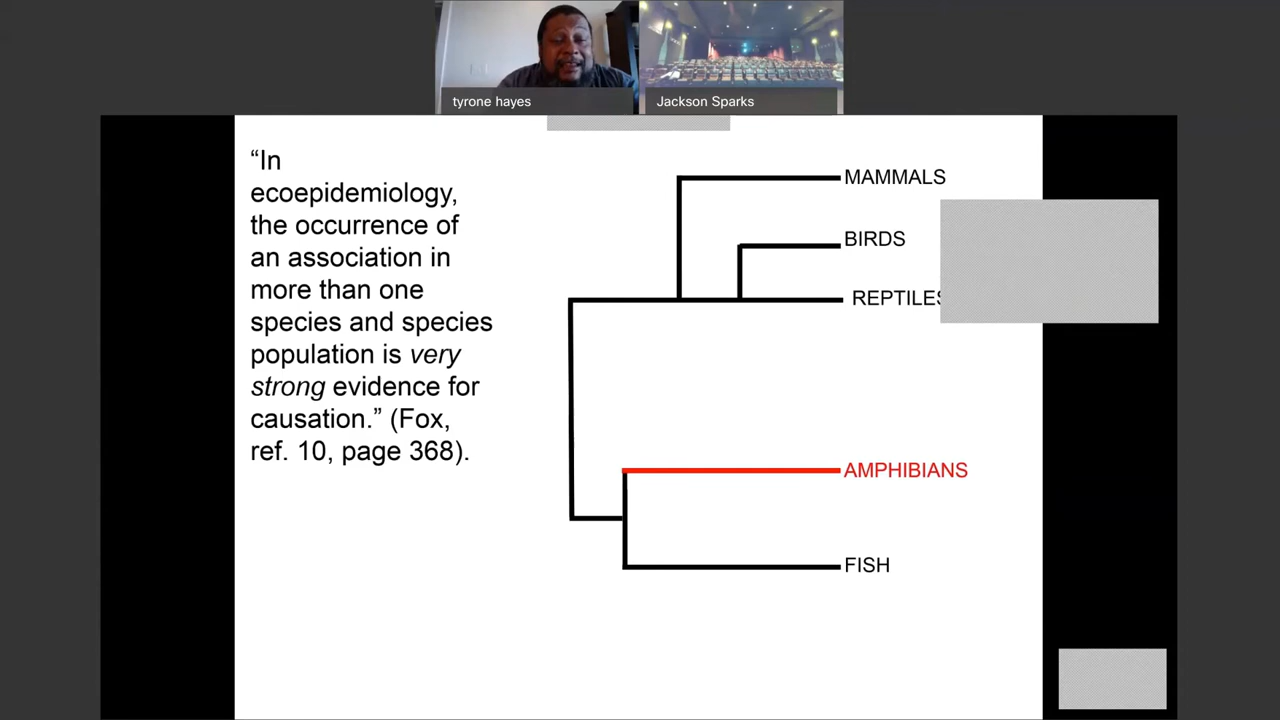 tyrone hayes
Jackson Sparks
“In
ecoepidemiology,
the occurrence of
an association in
more than one
species and species
population is very
strong evidence for
causation.” (Fox,
ref. 10, page 368).
MAMMALS
BIRDS
REPTILES
AMPHIBIANS
FISH